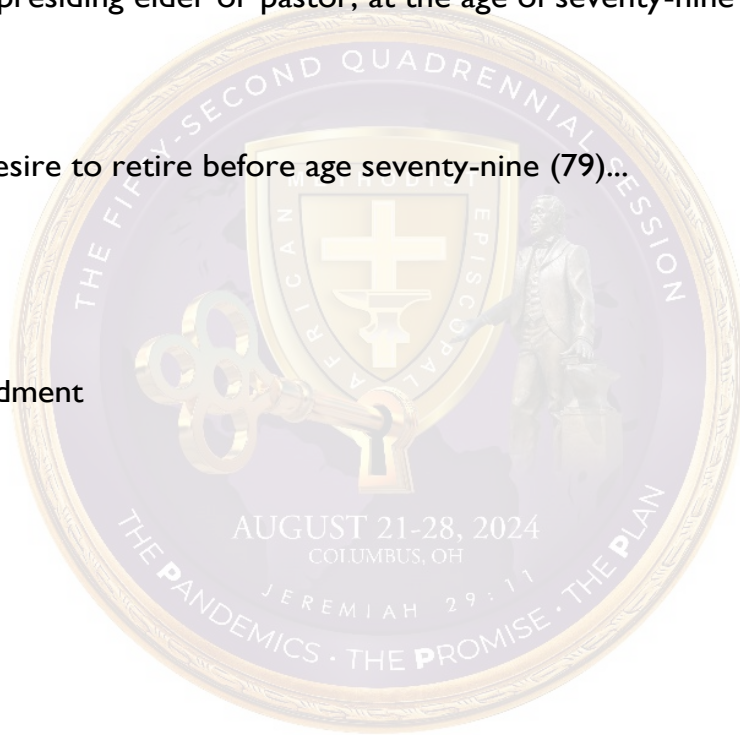 presiding elder or pastor, at the age of seventy-nine
THE FIFTY-SECOND QUADRENNIAL SESSION
esire to retire before age seventy-nine (79)...
AFRICAN METHODIST EPISCOPAL
dment
AUGUST 21-28, 2024
COLUMBUS, OH
JEREMIAH 29:11
THE PANDEMICS · THE PROMISE · THE PLAN